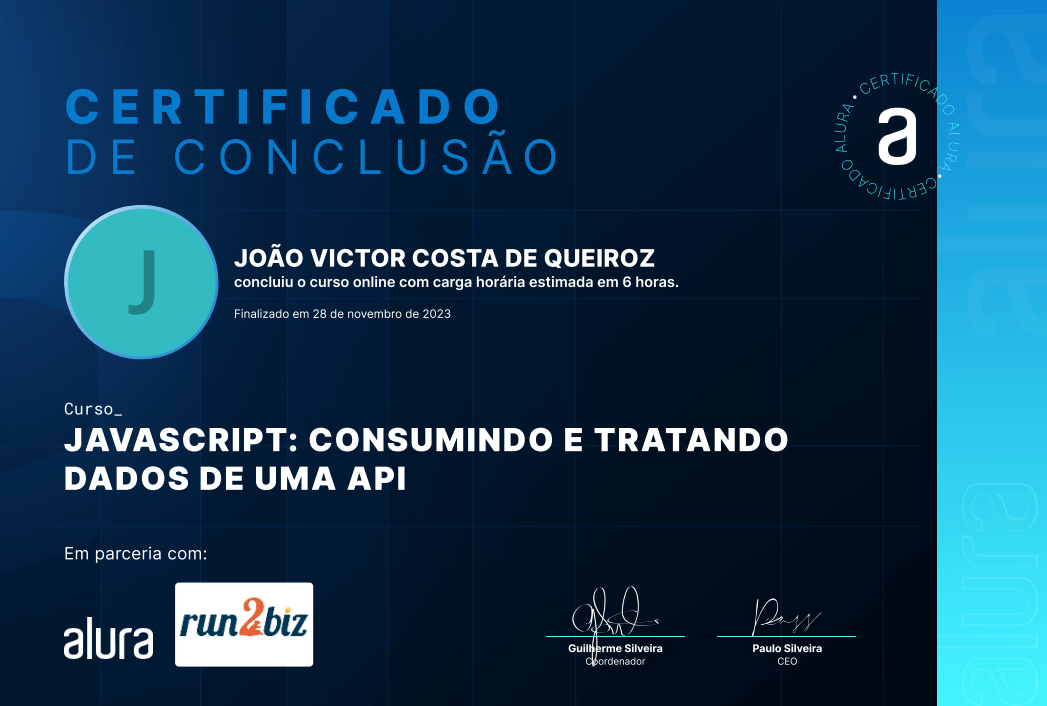 CERTIFICADO
DE CONCLUSÃO
CERTIFICADO ALURA • CERTIFICADO ALURA •
a
J
JOÃO VICTOR COSTA DE QUEIROZ
concluiu o curso online com carga horária estimada em 6 horas.
Finalizado em 28 de novembro de 2023
Curso_
JAVASCRIPT: CONSUMINDO E TRATANDO
DADOS DE UMA API
Em parceria com:
alura
run2biz
Guilherme Silveira
Coordenador
Paulo Silveira
CEO
alura
alura